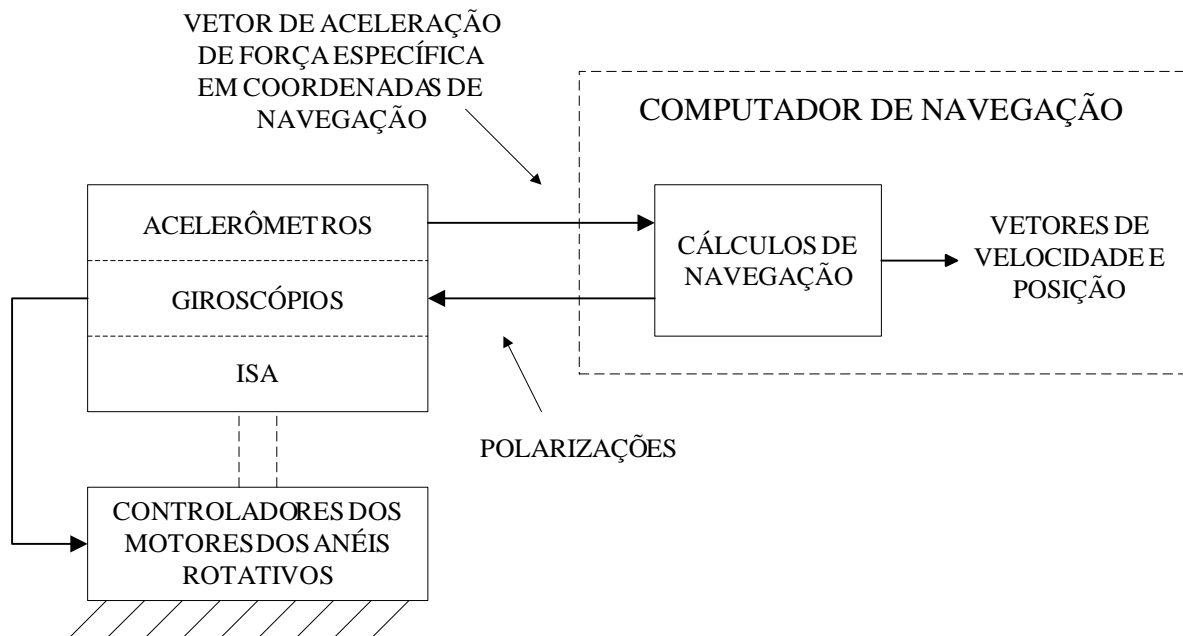 VETOR DE ACELERAÇÃO
DE FORÇA ESPECÍFICA
EM COORDENADAS DE
NAVEGAÇÃO
COMPUTADOR DE NAVEGAÇÃO
ACELERÔMETROS
GIROSCÓPIOS
ISA
CÁLCULOS DE
NAVEGAÇÃO
VETORES DE
VELOCIDADE E
POSIÇÃO
POLARIZAÇÕES
CONTROLADORES DOS
MOTORES DOS ANÉIS
ROTATIVOS